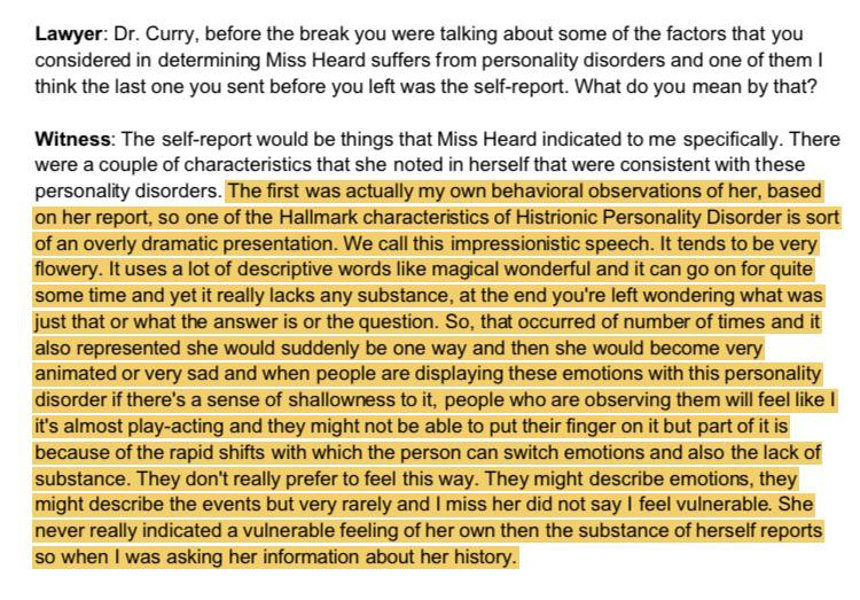 Lawyer: Dr. Curry, before the break you were talking about some of the factors that you
considered in determining Miss Heard suffers from personality disorders and one of them I
think the last one you sent before you left was the self-report. What do you mean by that?
Witness: The self-report would be things that Miss Heard indicated to me specifically. There
were a couple of characteristics that she noted in herself that were consistent with these
personality disorders. The first was actually my own behavioral observations of her, based
on her report, so one of the Hallmark characteristics of Histrionic Personality Disorder is sort
of an overly dramatic presentation. We call this impressionistic speech. It tends to be very
flowery. It uses a lot of descriptive words like magical wonderful and it can go on for quite
some time and yet it really lacks any substance, at the end you're left wondering what was
just that or what the answer is or the question. So, that occurred of number of times and it
also represented she would suddenly be one way and then she would become very
animated or very sad and when people are displaying these emotions with this personality
disorder if there's a sense of shallowness to it, people who are observing them will feel like I
it's almost play-acting and they might not be able to put their finger on it but part of it is
because of the rapid shifts with which the person can switch emotions and also the lack of
substance. They don't really prefer to feel this way. They might describe emotions, they
might describe the events but very rarely and I miss her did not say I feel vulnerable. She
never really indicated a vulnerable feeling of her own then the substance of herself reports
so when I was asking her information about her history.